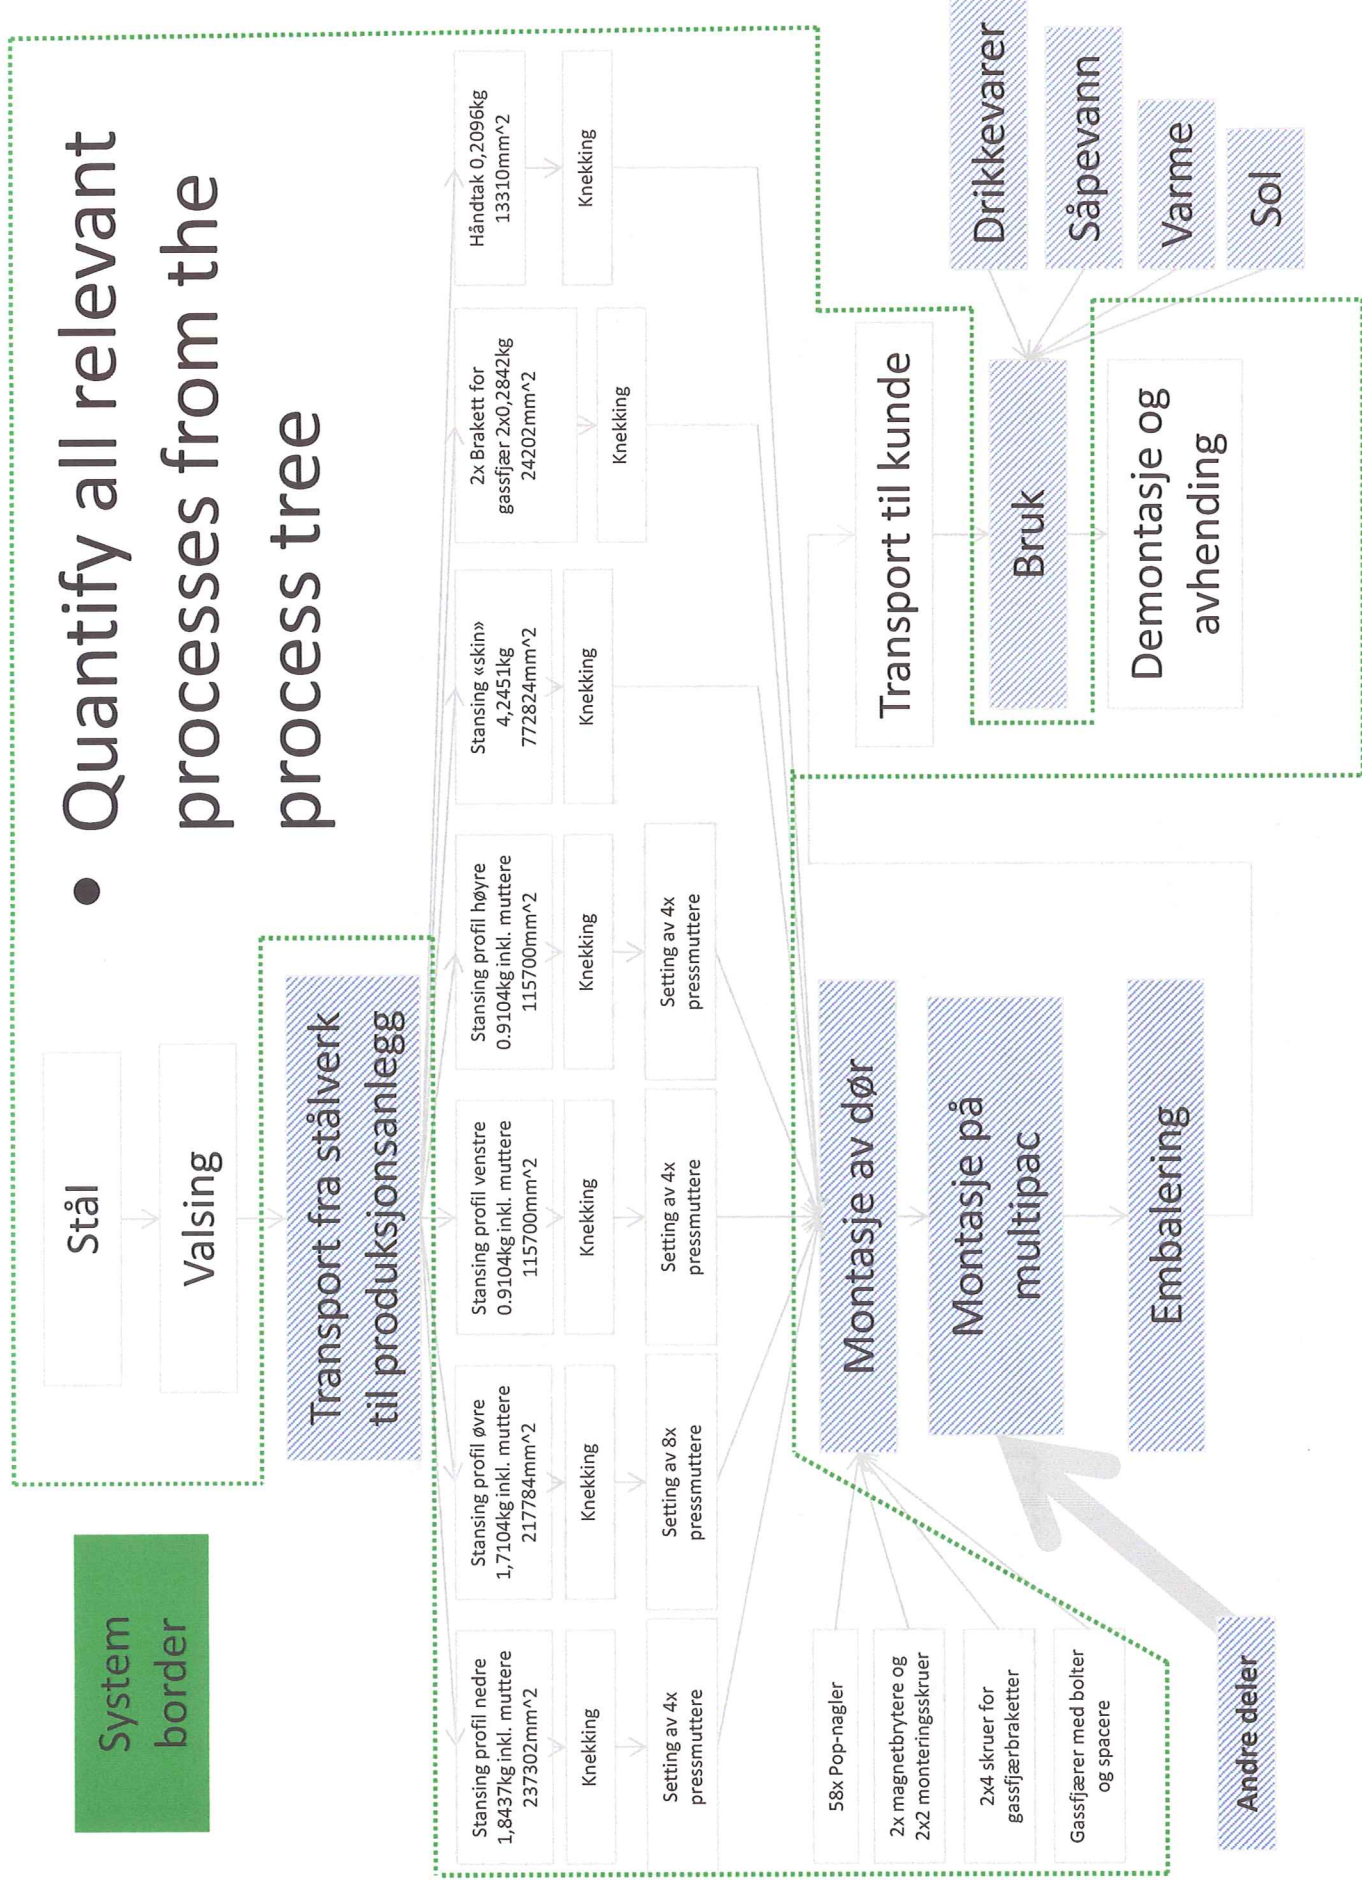 System
border
• Quantify all relevant
processes from the
process tree
Stål
Valsing
Transport fra stålverk
til produksjonsanlegg
Stansing profil nedre
1,8437kg inkl. muttere
237302mm^2
Knekking
Setting av 4x
pressmuttere
Stansing profil øvre
1,7104kg inkl. muttere
217784mm^2
Knekking
Setting av 8x
pressmuttere
Stansing profil venstre
0.9104kg inkl. muttere
115700mm^2
Knekking
Setting av 4x
pressmuttere
Stansing profil høyre
0.9104kg inkl. muttere
115700mm^2
Knekking
Setting av 4x
pressmuttere
Stansing «skin»
4,2451kg
772824mm^2
Knekking
2x Brakett for
gassfjær 2x0,2842kg
24202mm^2
Knekking
Håndtak 0,2096kg
13310mm^2
Knekking
58x Pop-nagler
2x magnetbrytere og
2x2 monteringsskruer
2x4 skruer for
gassfjærbraketter
Gassfjærer med bolter
og spacere
Andre deler
Montasje av dør
Montasje på
multipac
Embalering
Transport til kunde
Bruk
Demontasje og
avhending
Drikkevarer
Såpevann
Varme
Sol